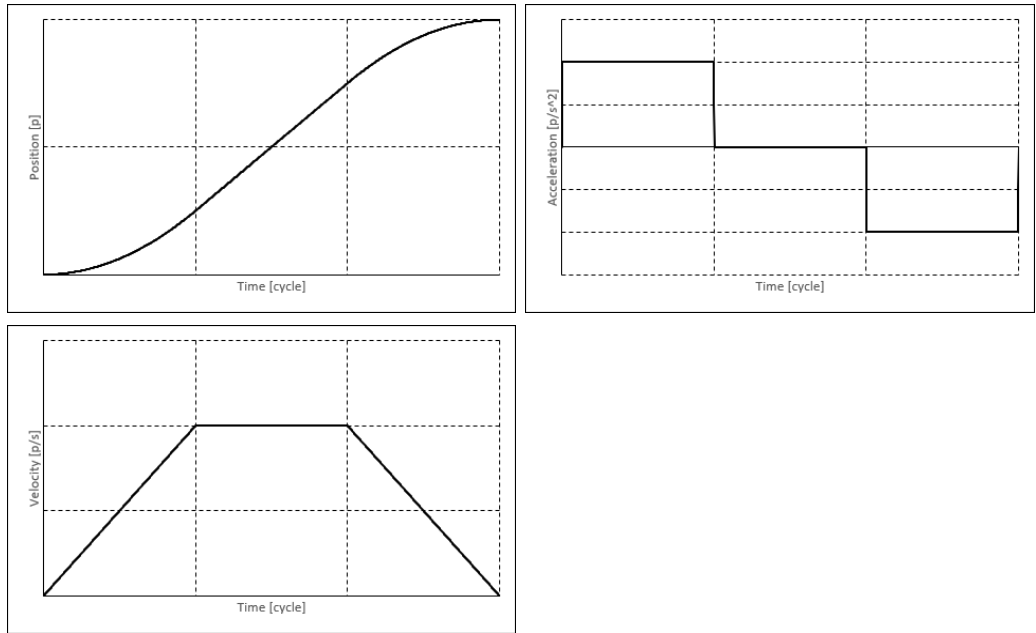 Position [p]
Time [cycle]
Acceleration [p/s^2]
Time [cycle]
Velocity [p/s]
Time [cycle]